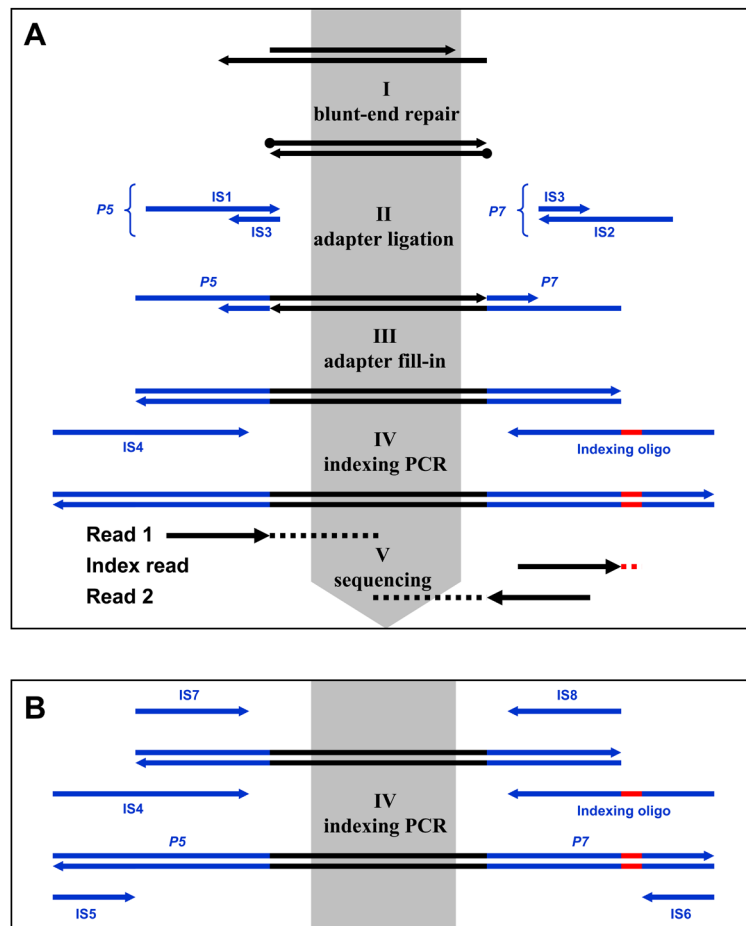 A
I
blunt-end repair
P5
IS1
IS3
II
adapter ligation
P7
IS3
IS2
P5
P7
III
adapter fill-in
IS4
IV
indexing PCR
Indexing oligo
Read 1
Index read
Read 2
V
sequencing
B
IS7
IS8
IS4
IV
indexing PCR
Indexing oligo
P5
P7
IS5
IS6